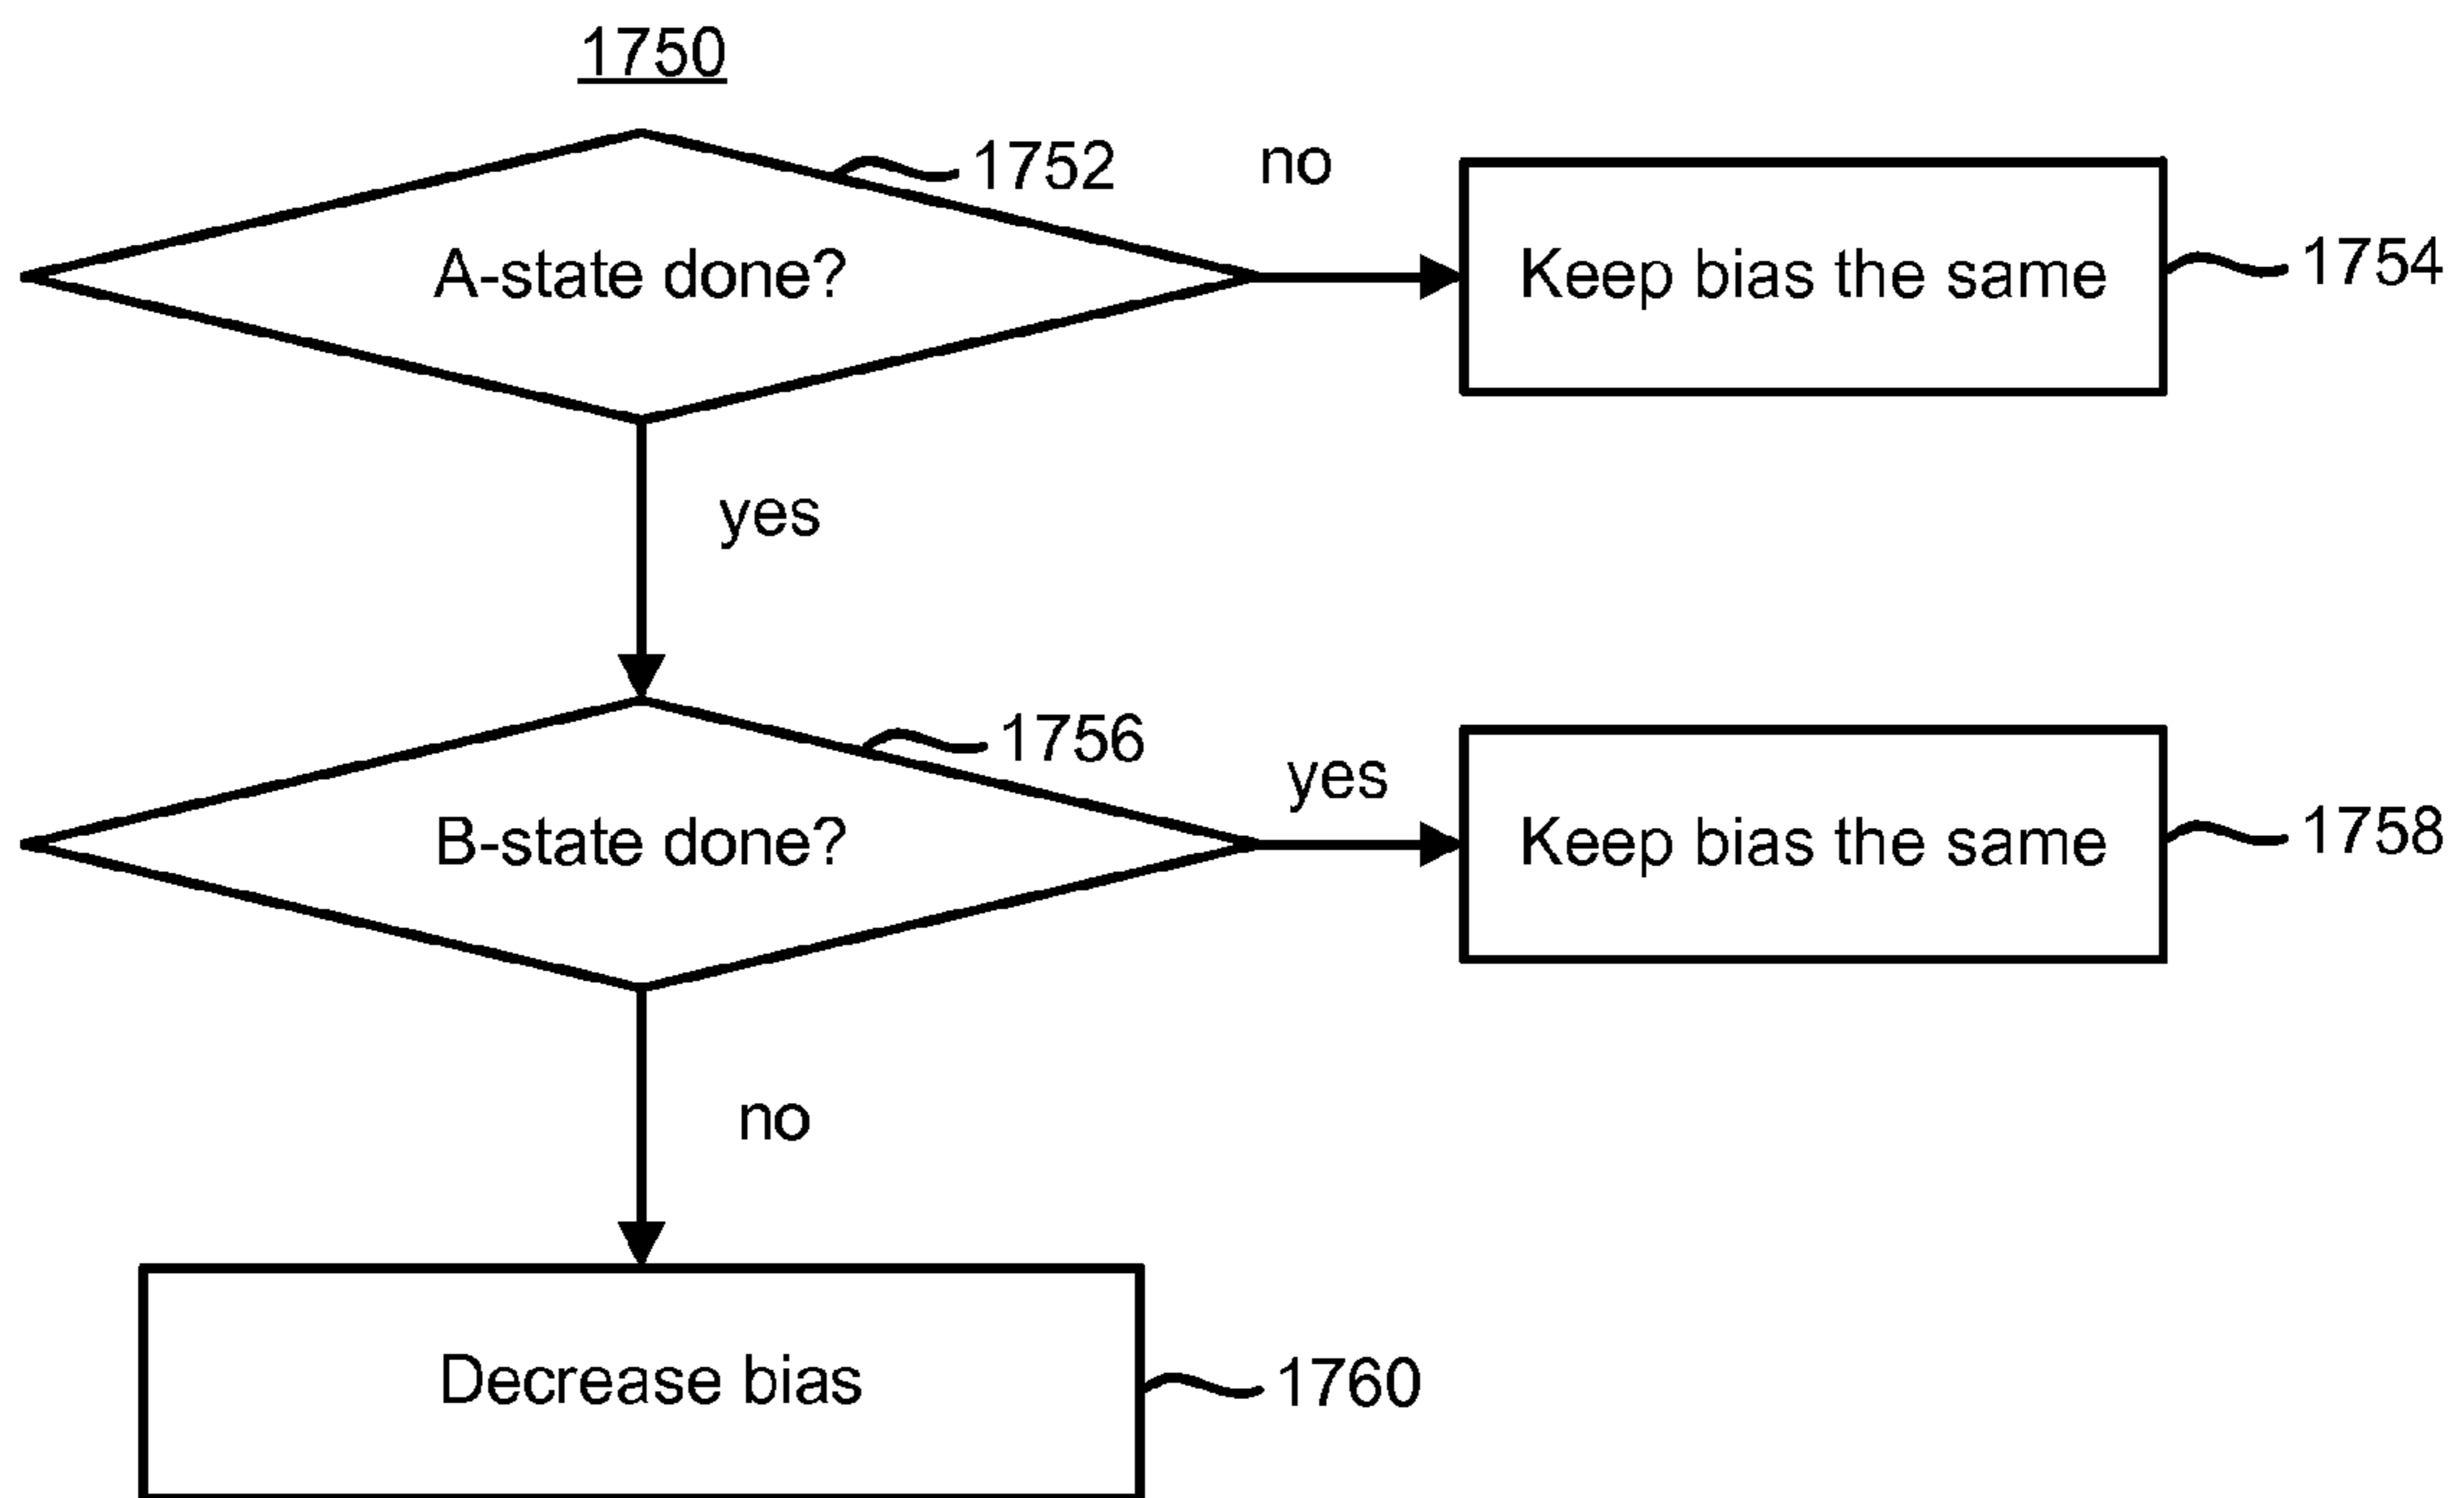 1750
1752
no
A-state done?
Keep bias the same
1754
yes
1756
yes
B-state done?
Keep bias the same
1758
no
Decrease bias
1760